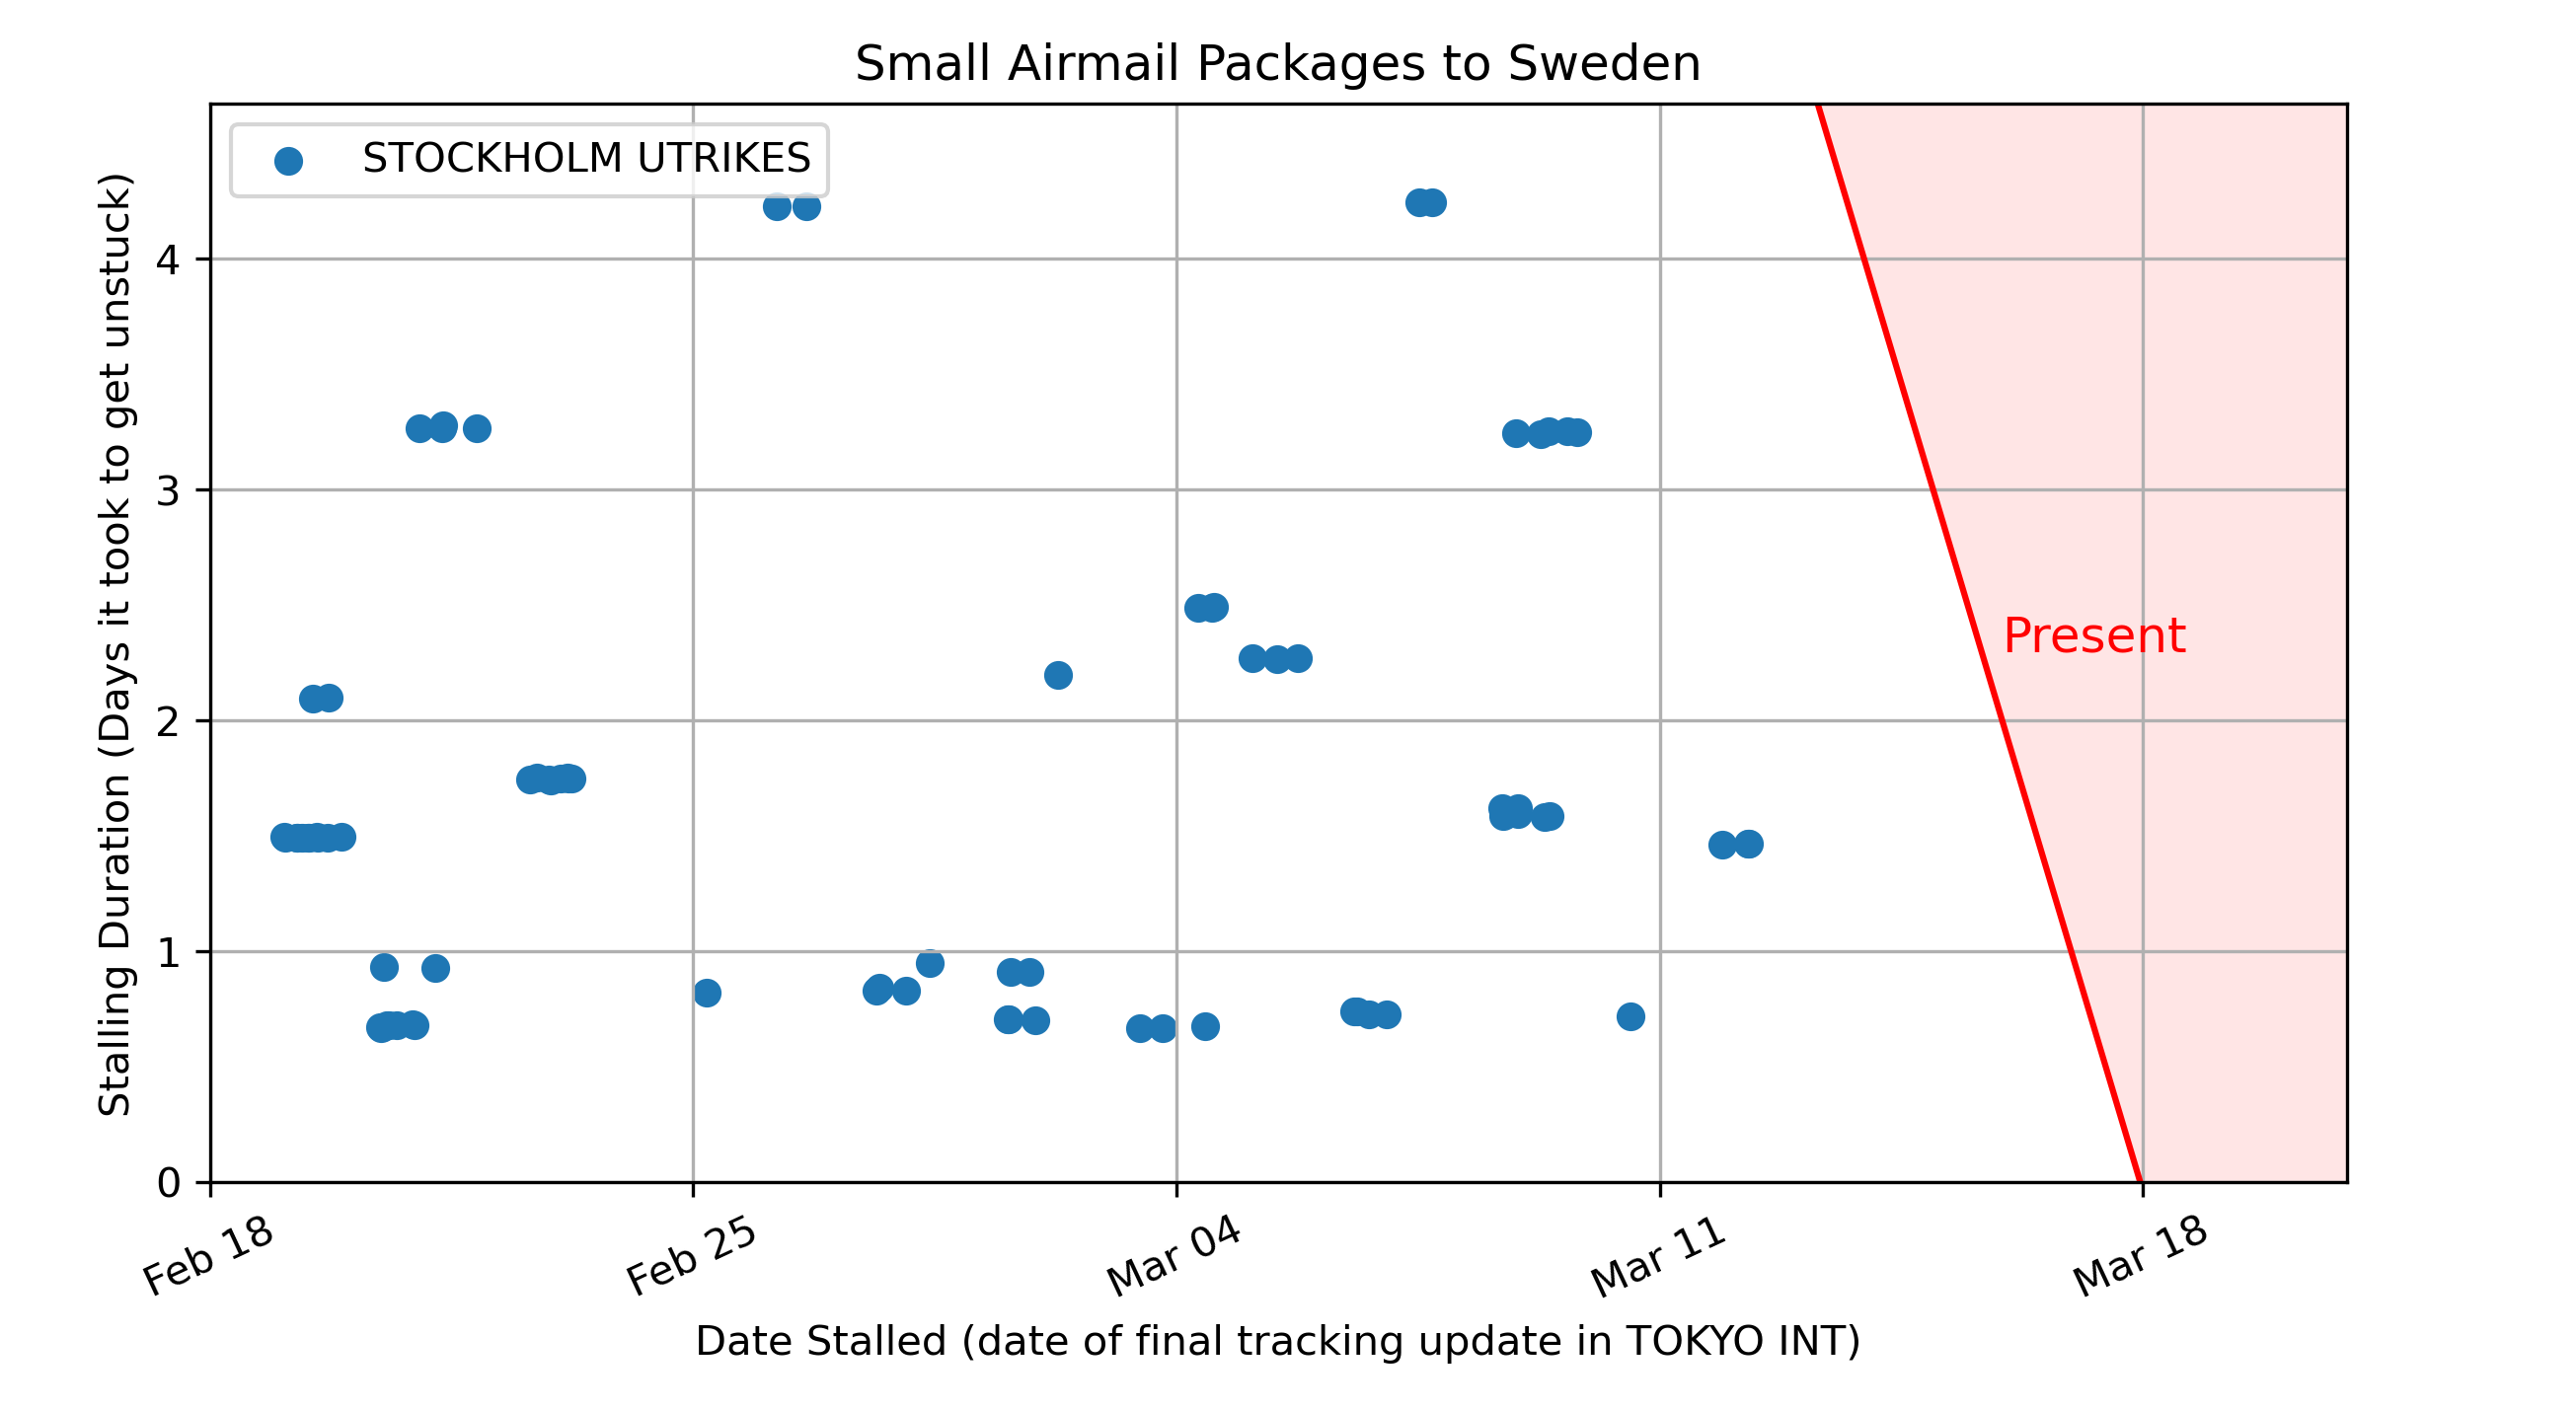 Small Airmail Packages to Sweden
STOCKHOLM UTRIKES
Stalling Duration (Days it took to get unstuck)
4
3
2
1
0
Present
Feb 18
Feb 25
Mar 04
Mar 11
Mar 18
Date Stalled (date of final tracking update in TOKYO INT)